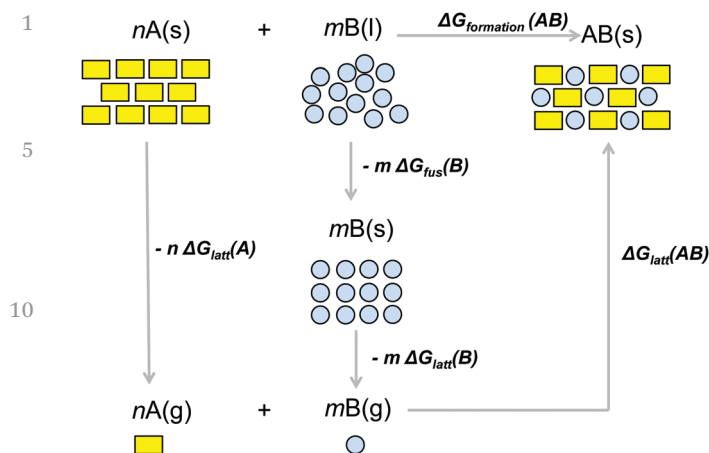 1
nA(s) + mB(l) ΔG_formation (AB) AB(s)
5
- m ΔG_fus(B)
mB(s)
- n ΔG_latt(A)
ΔG_latt(AB)
10
- m ΔG_latt(B)
nA(g) + mB(g)